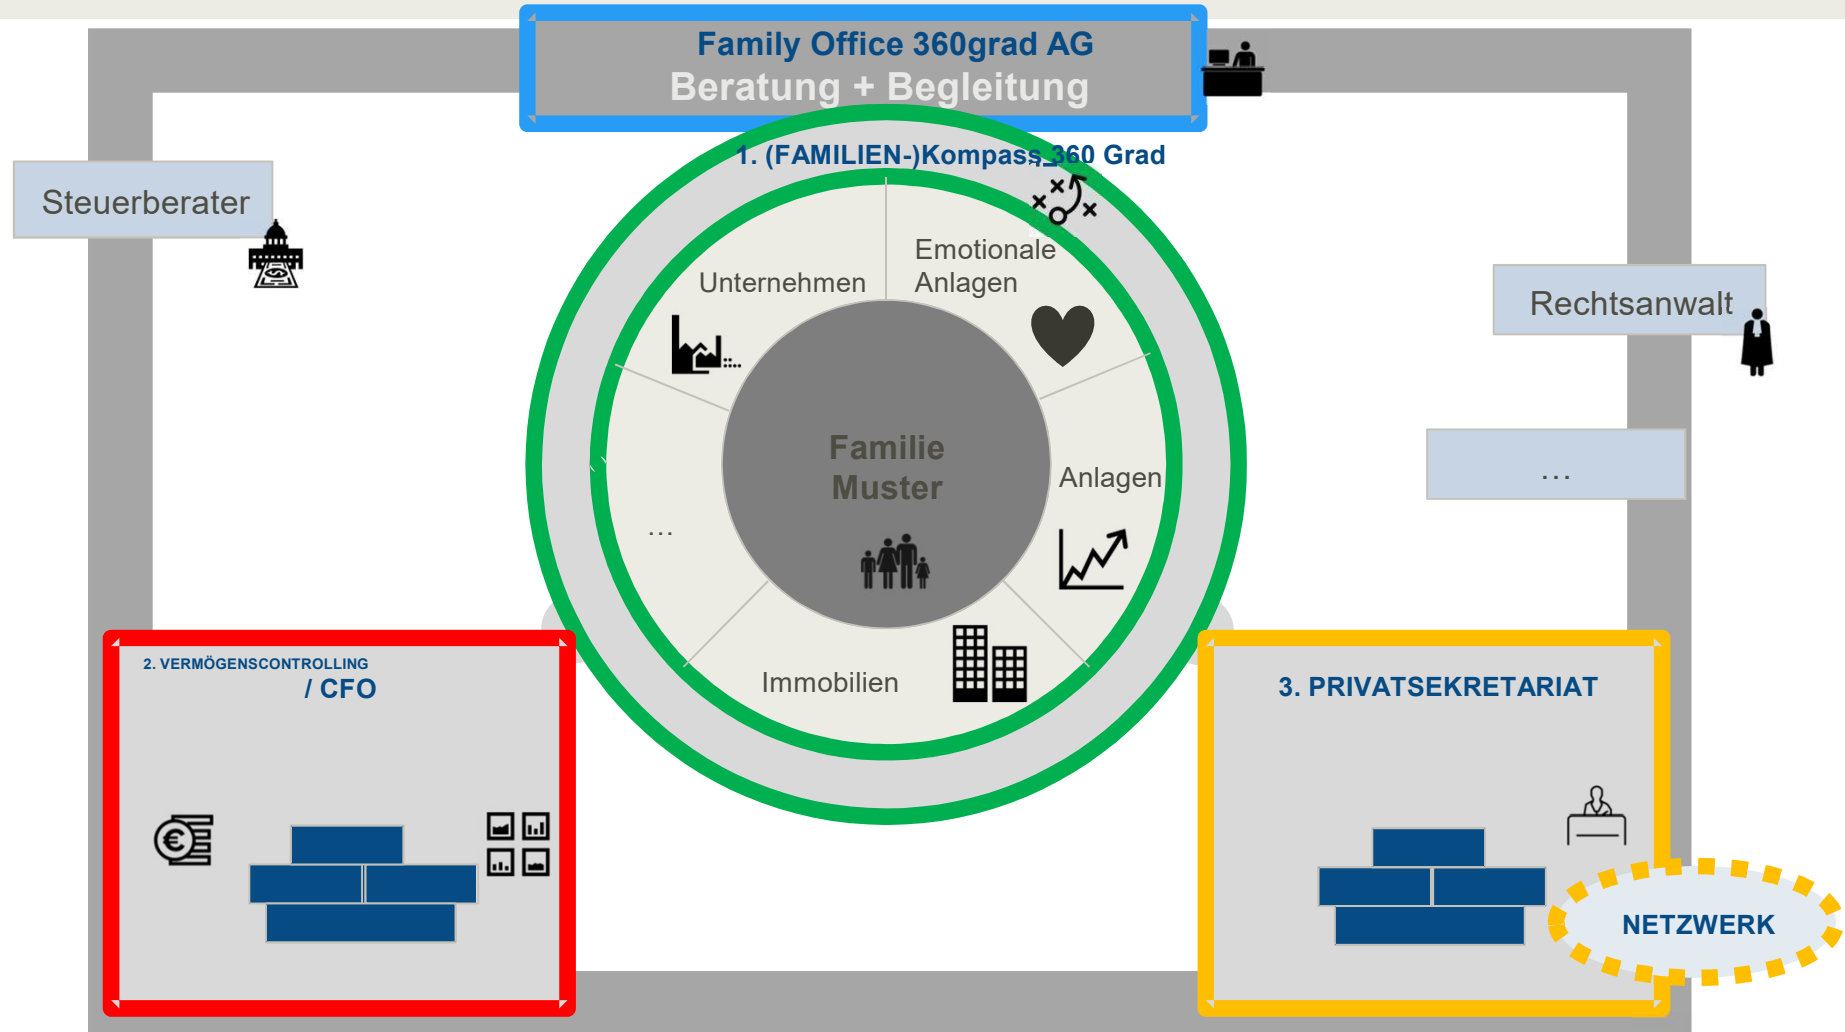 Family Office 360grad AG
Beratung + Begleitung
1. (FAMILIEN-)Kompass 360 Grad
Steuerberater
Emotionale
Anlagen
Unternehmen
Rechtsanwalt
Familie
Muster
Anlagen
…
…
Immobilien
2. VERMÖGENSCONTROLLING
/ CFO
3. PRIVATSEKRETARIAT
NETZWERK